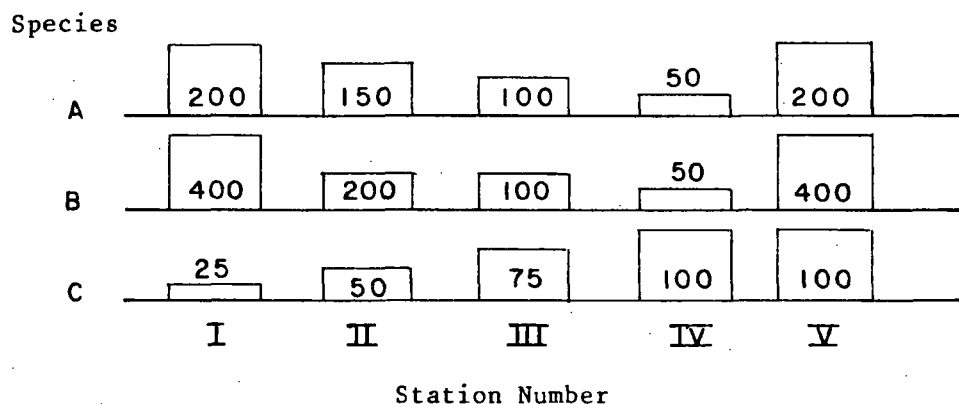 Species
A 200 150 100 50 200
B 400 200 100 50 400
C 25 50 75 100 100
I II III IV V
Station Number